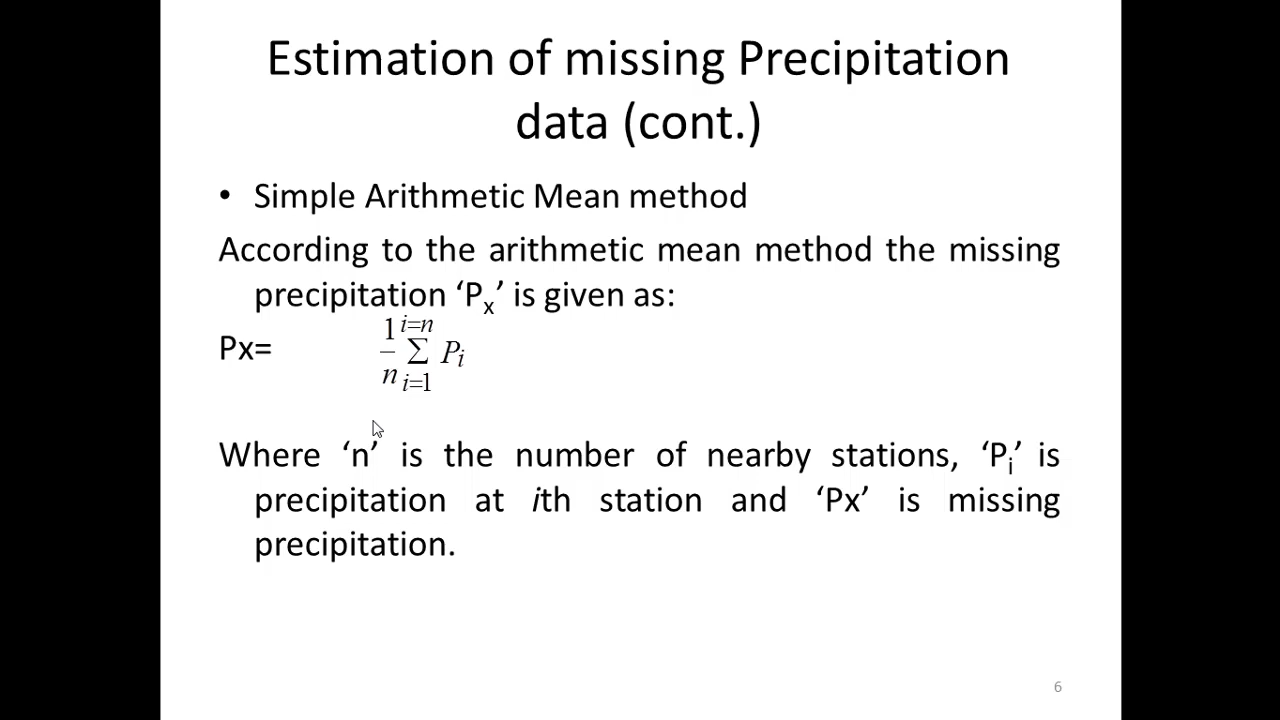 Estimation of missing Precipitation
data (cont.)
• Simple Arithmetic Mean method
According to the arithmetic mean method the missing
precipitation ‘Px’ is given as:
Px= 1/n i=n Σ i=1 Pi
Where ‘n’ is the number of nearby stations, ‘Pi’ is
precipitation at ith station and ‘Px’ is missing
precipitation.
6